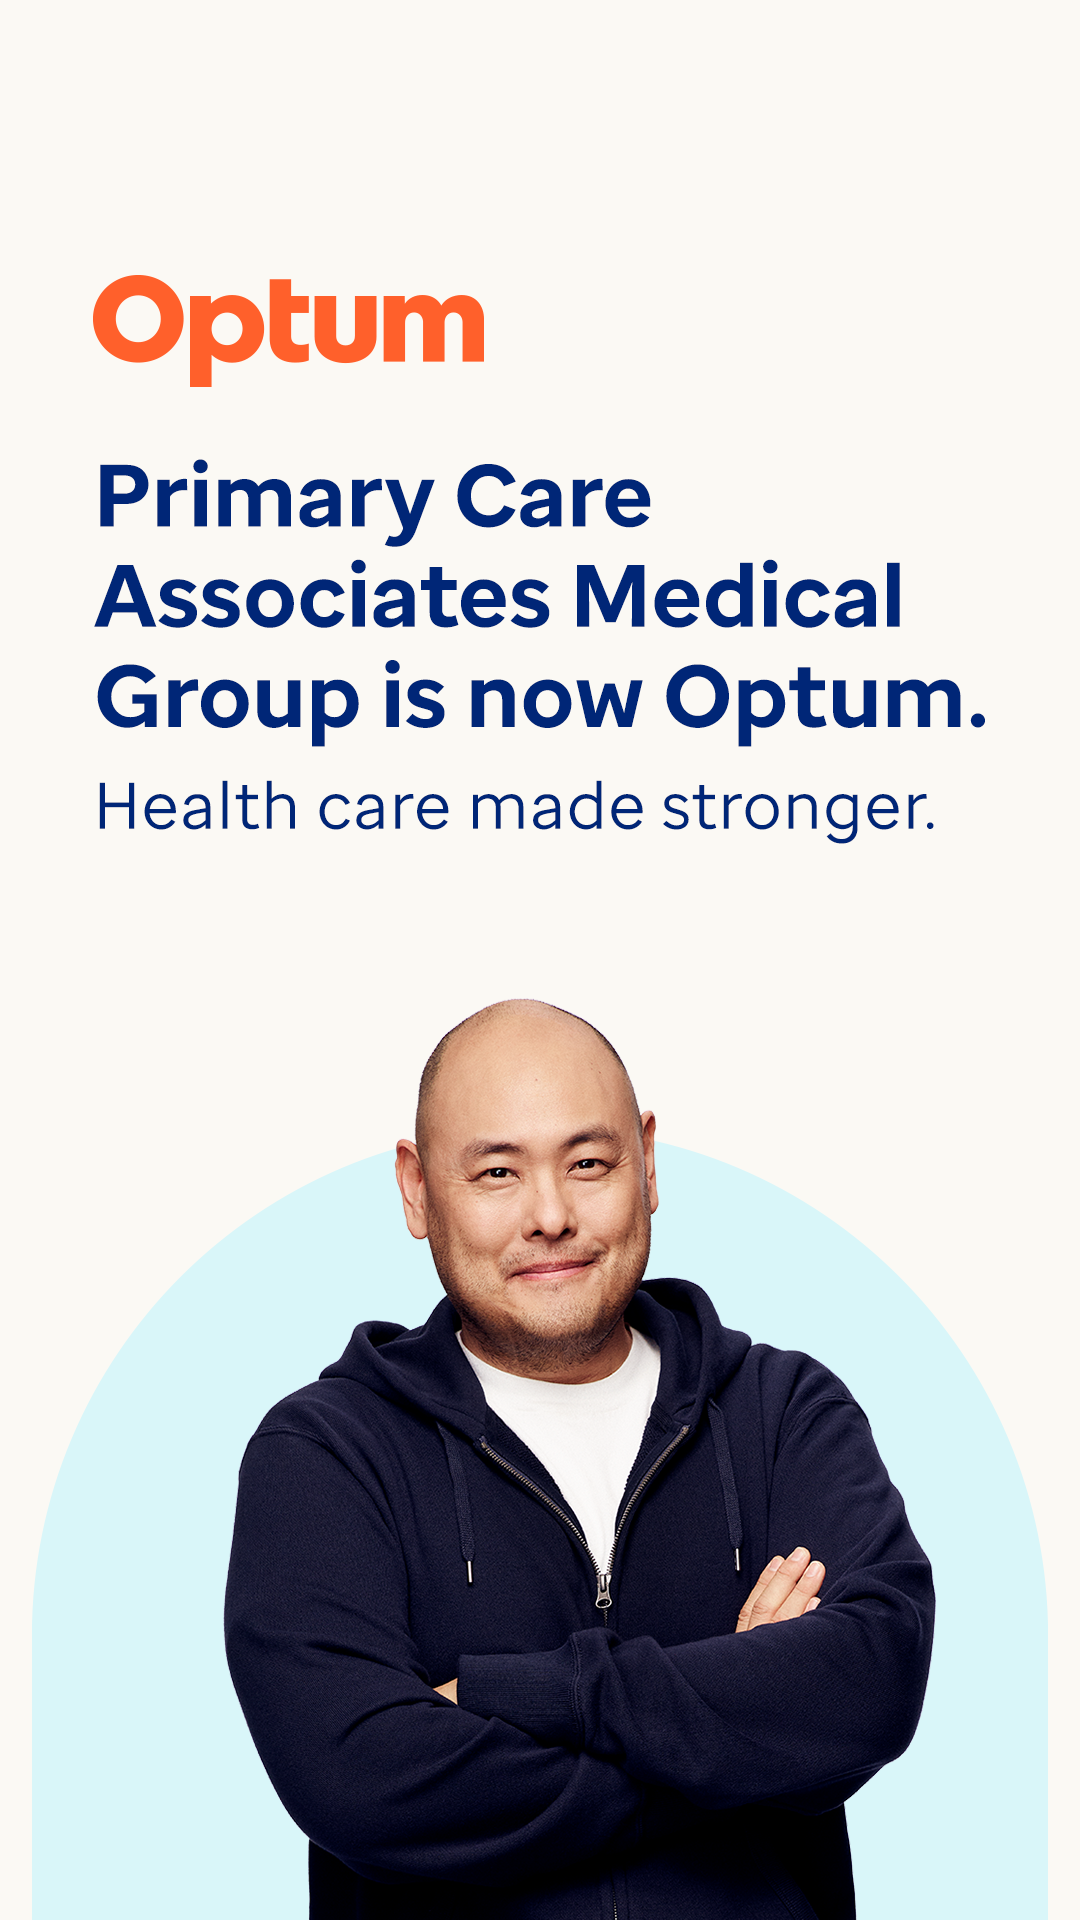 Optum
Primary Care
Associates Medical
Group is now Optum.
Health care made stronger.